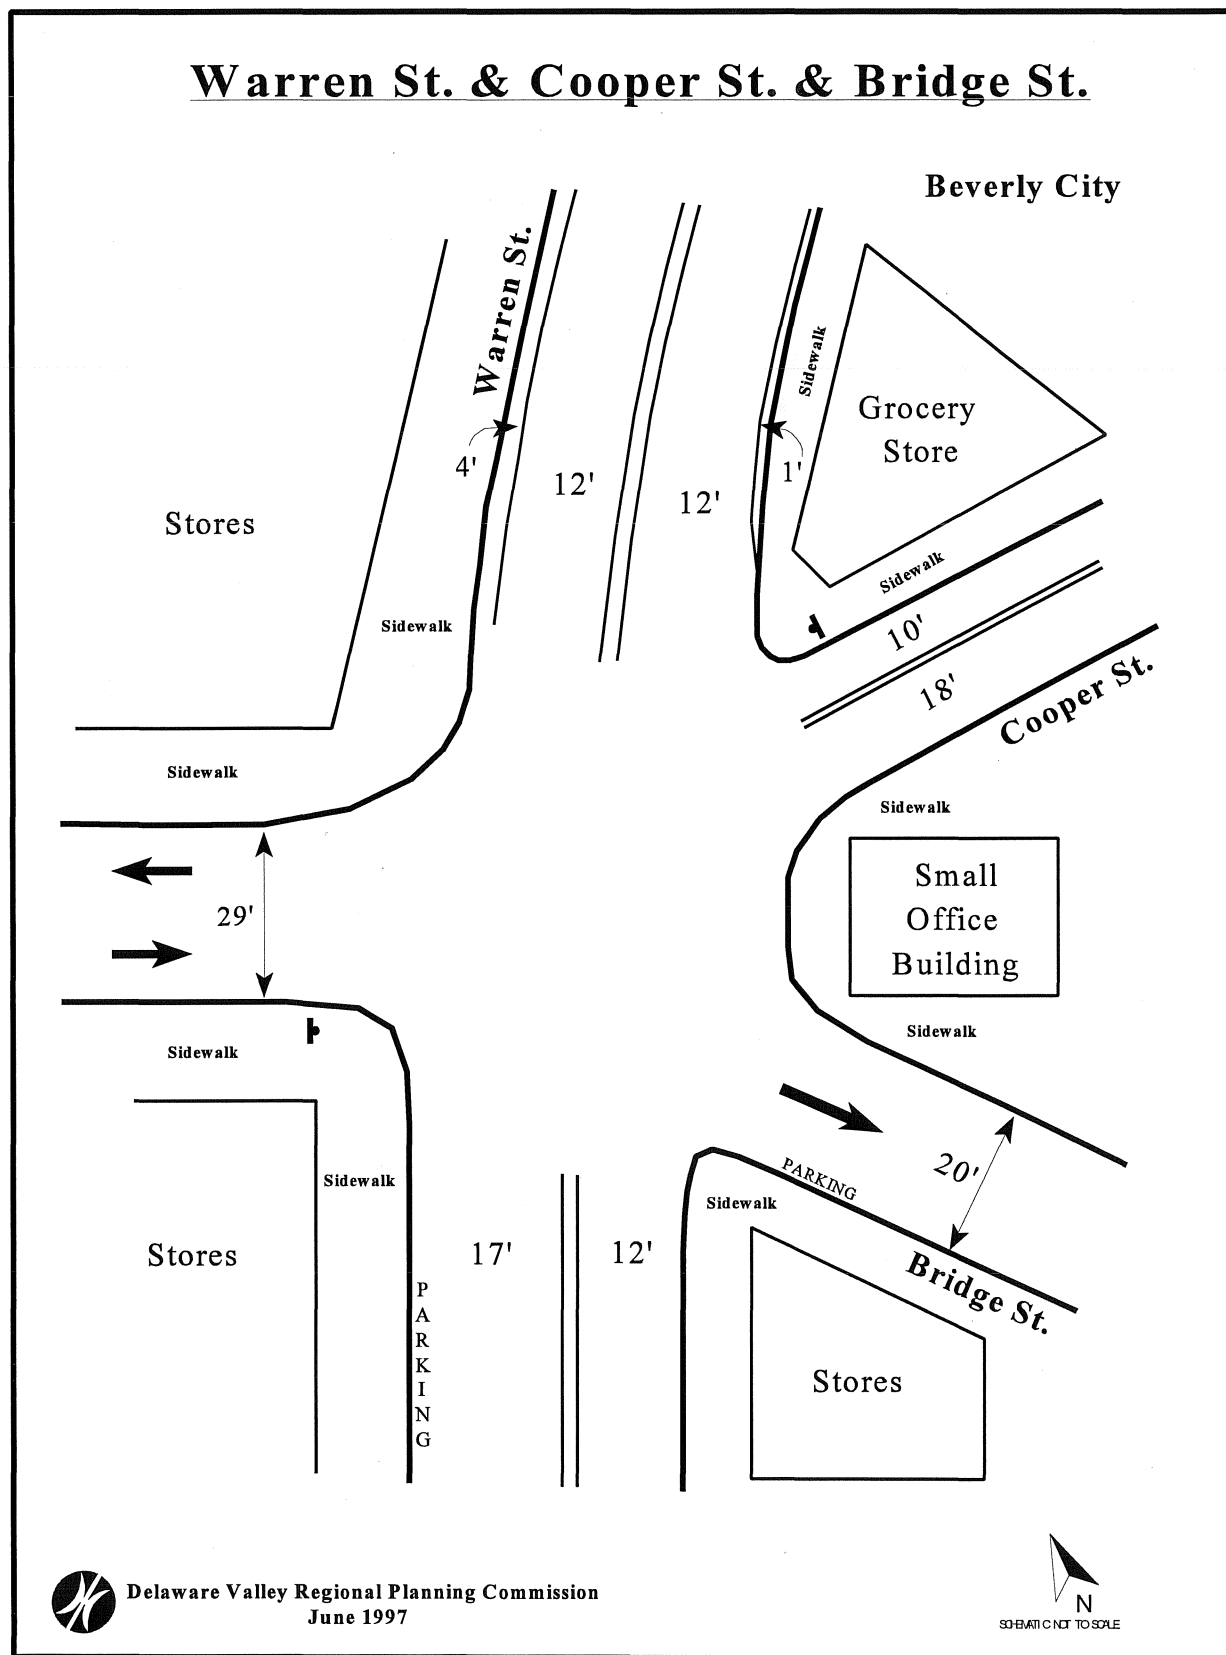 Warren St. & Cooper St. & Bridge St.
Beverly City
Warren St.
Sidewalk
Grocery
Store
4'
12'
12'
1'
Stores
Sidewalk
Sidewalk
10'
18'
Cooper St.
Sidewalk
Sidewalk
Small
Office
Building
29'
Sidewalk
Sidewalk
Sidewalk
PARKING
20'
Sidewalk
Stores
17'
12'
Bridge St.
PARKING
Stores
Delaware Valley Regional Planning Commission
June 1997
N
SCHEMATIC NOT TO SCALE